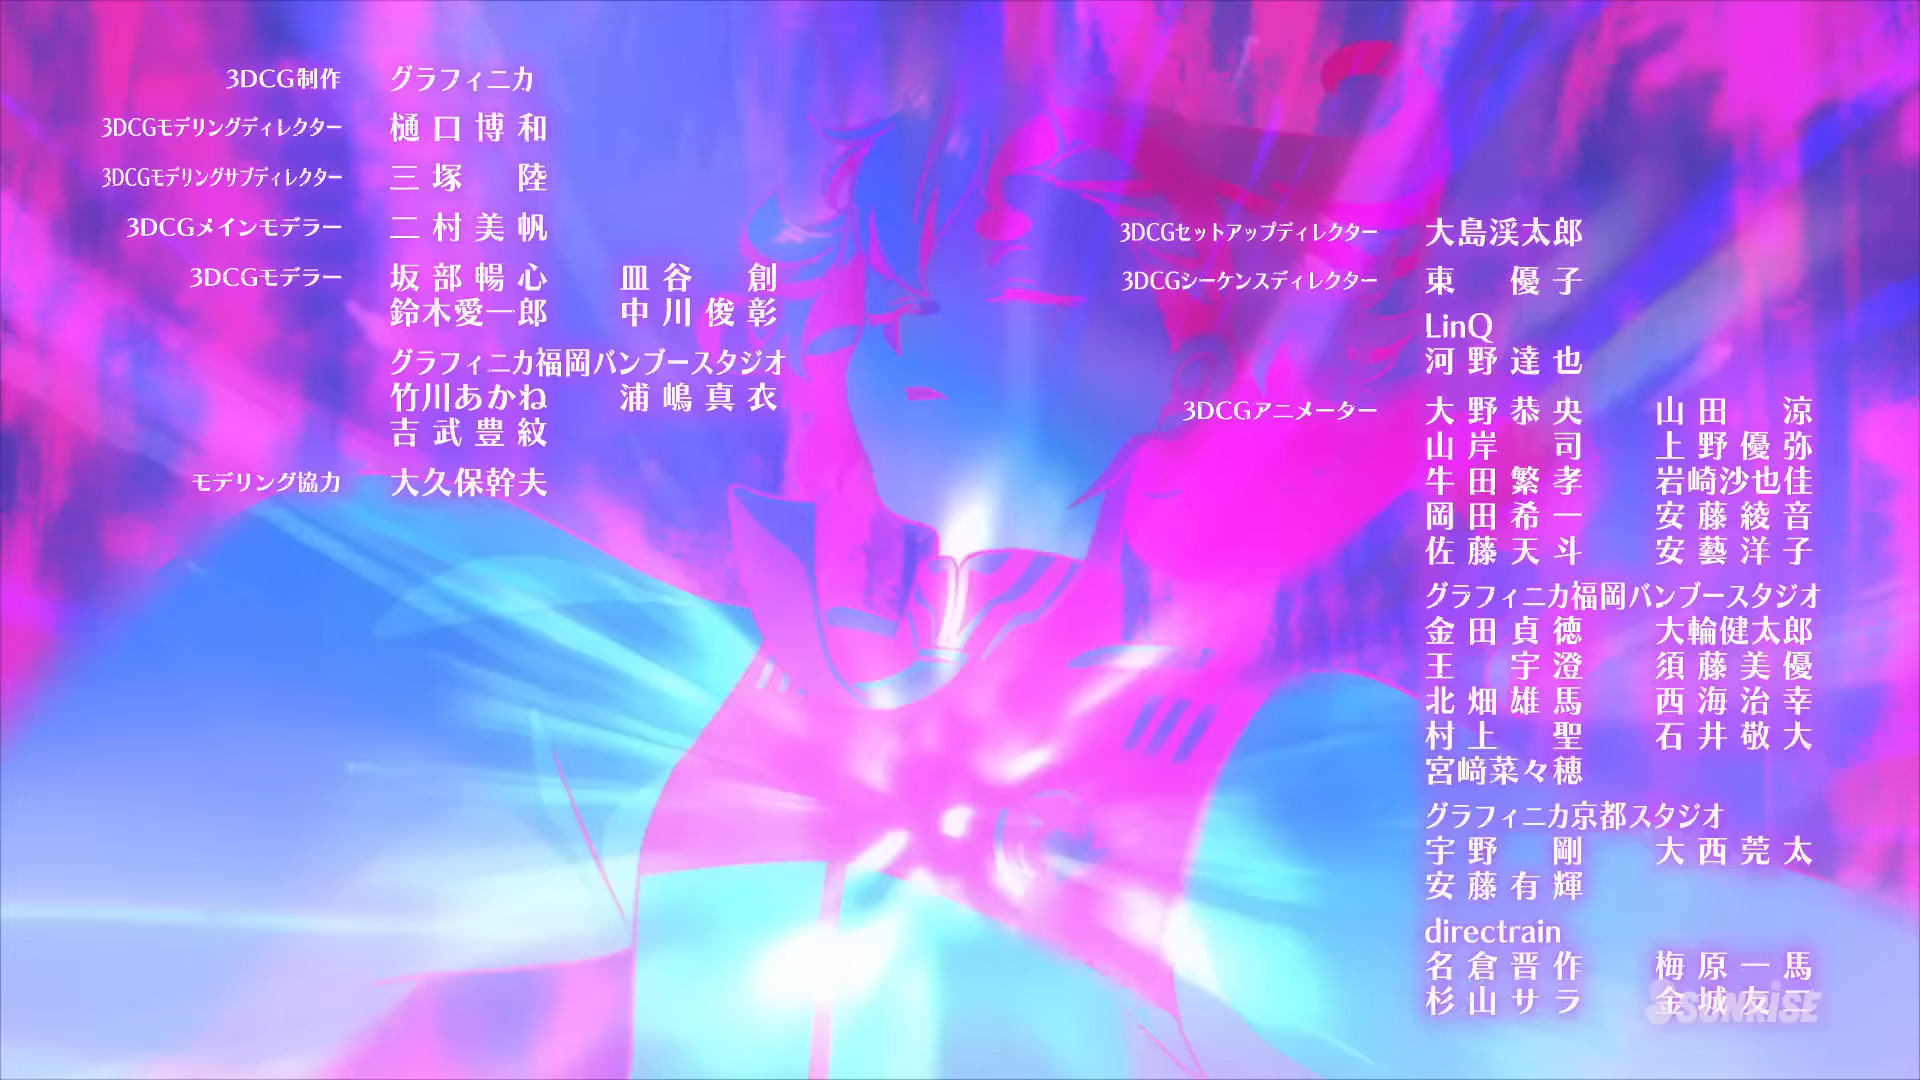 3DCG制作 グラフィニカ
3DCGモデリングディレクター 樋口博和
3DCGモデリングサブディレクター 三塚 陸
3DCGメインモデラー 二村美帆
3DCGモデラー 坂部暢心 皿谷 創
鈴木愛一郎 中川俊彰
グラフィニカ福岡バンブースタジオ
竹川あかね 浦嶋真衣
吉武豊紋
モデリング協力 大久保幹夫
3DCGセットアップディレクター 大島渓太郎
3DCGシーケンスディレクター 東 優子
LinQ
河野達也
3DCGアニメーター 大野恭央 山田 涼
山岸 司 上野優弥
牛田繁孝 岩崎沙也佳
岡田希一 安藤綾音
佐藤天斗 安藝洋子
グラフィニカ福岡バンブースタジオ
金田貞徳 大輪健太郎
王 宇澄 須藤美優
北畑雄馬 西海治幸
村上 聖 石井敬大
宮﨑菜々穂
グラフィニカ京都スタジオ
宇野 剛 大西莞太
安藤有輝
directrain
名倉晋作 梅原一馬
杉山サラ 金城友二
SUNRISE